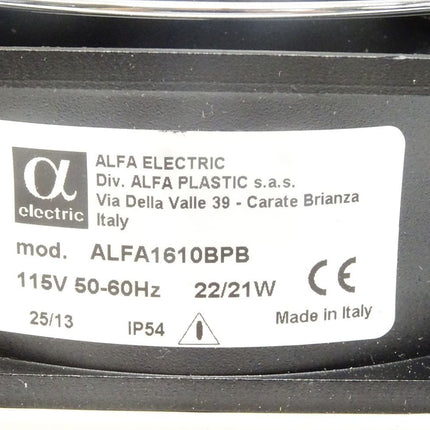 α
electric
ALFA ELECTRIC
Div. ALFA PLASTIC s.a.s.
Via Della Valle 39 - Carate Brianza
Italy
mod. ALFA1610BPB
115V 50-60Hz 22/21W CE
25/13 IP54 ! Made in Italy